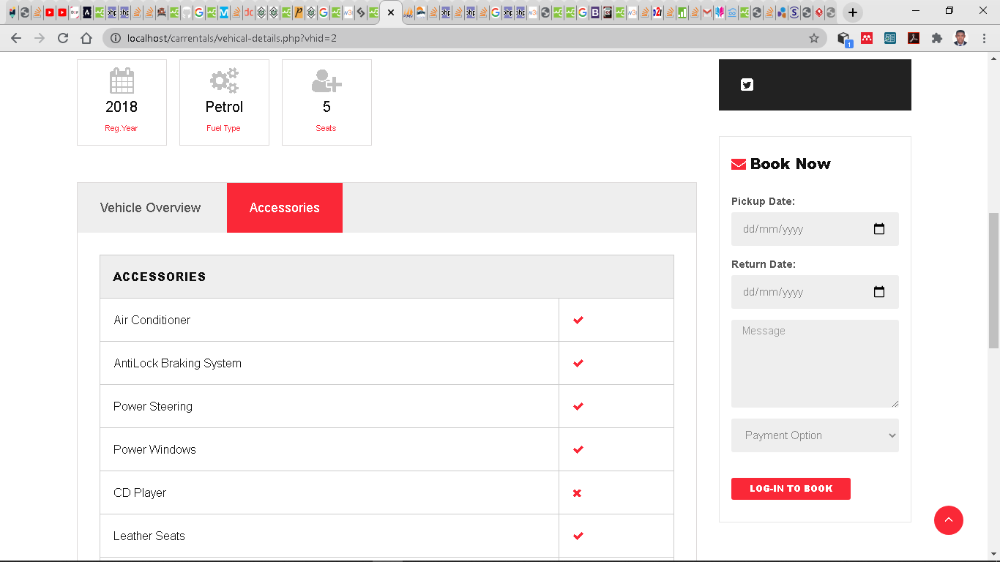 localhost/carrentals/vehical-details.php?vhid=2
1
2018
Reg.Year
Petrol
Fuel Type
5
Seats
Vehicle Overview
Accessories
ACCESSORIES
Air Conditioner
AntiLock Braking System
Power Steering
Power Windows
CD Player
Leather Seats
Book Now
Pickup Date:
dd/mm/yyyy
Return Date:
dd/mm/yyyy
Message
Payment Option
LOG-IN TO BOOK